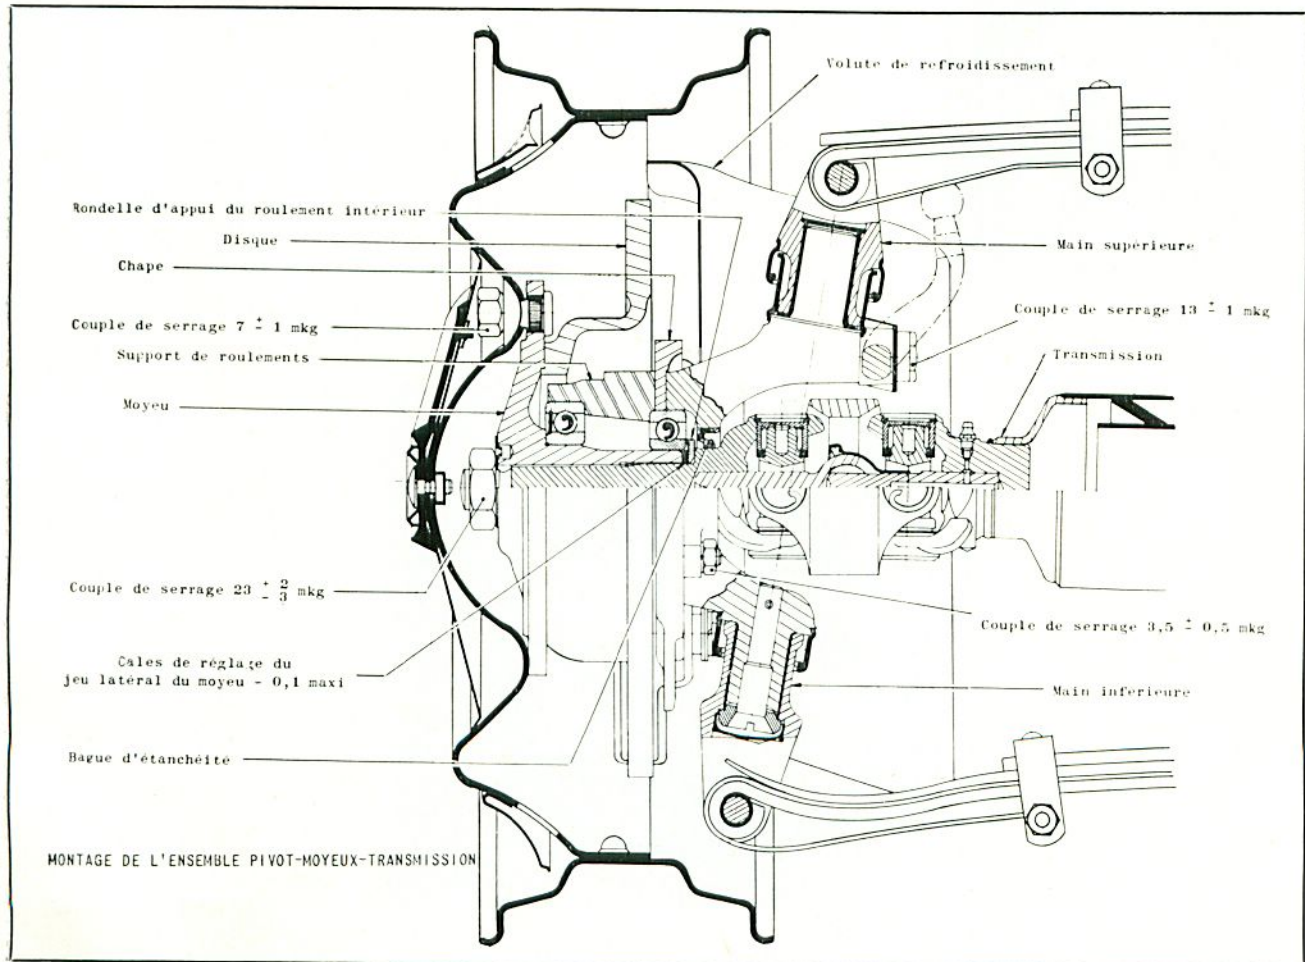 Volute de refroidissement
Rondelle d'appui du roulement intérieur
Disque
Main supérieure
Chape
Couple de serrage 13 ± 1 mkg
Couple de serrage 7 ± 1 mkg
Support de roulements
Transmission
Moyeu
Couple de serrage 23 + 2 - 3 mkg
Couple de serrage 3,5 ± 0,5 mkg
Cales de réglage du
jeu latéral du moyeu - 0,1 maxi
Main inférieure
Bague d'étanchéité
MONTAGE DE L'ENSEMBLE PIVOT-MOYEUX-TRANSMISSION